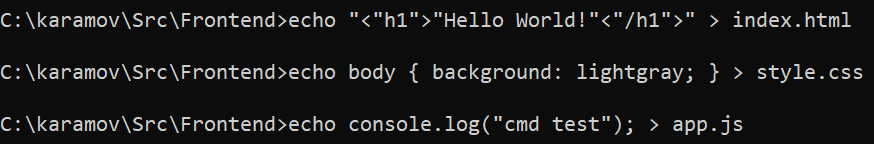 C:\karamov\Src\Frontend>echo "<"h1">"Hello World!"<"/h1">" > index.html
C:\karamov\Src\Frontend>echo body { background: lightgray; } > style.css
C:\karamov\Src\Frontend>echo console.log("cmd test"); > app.js